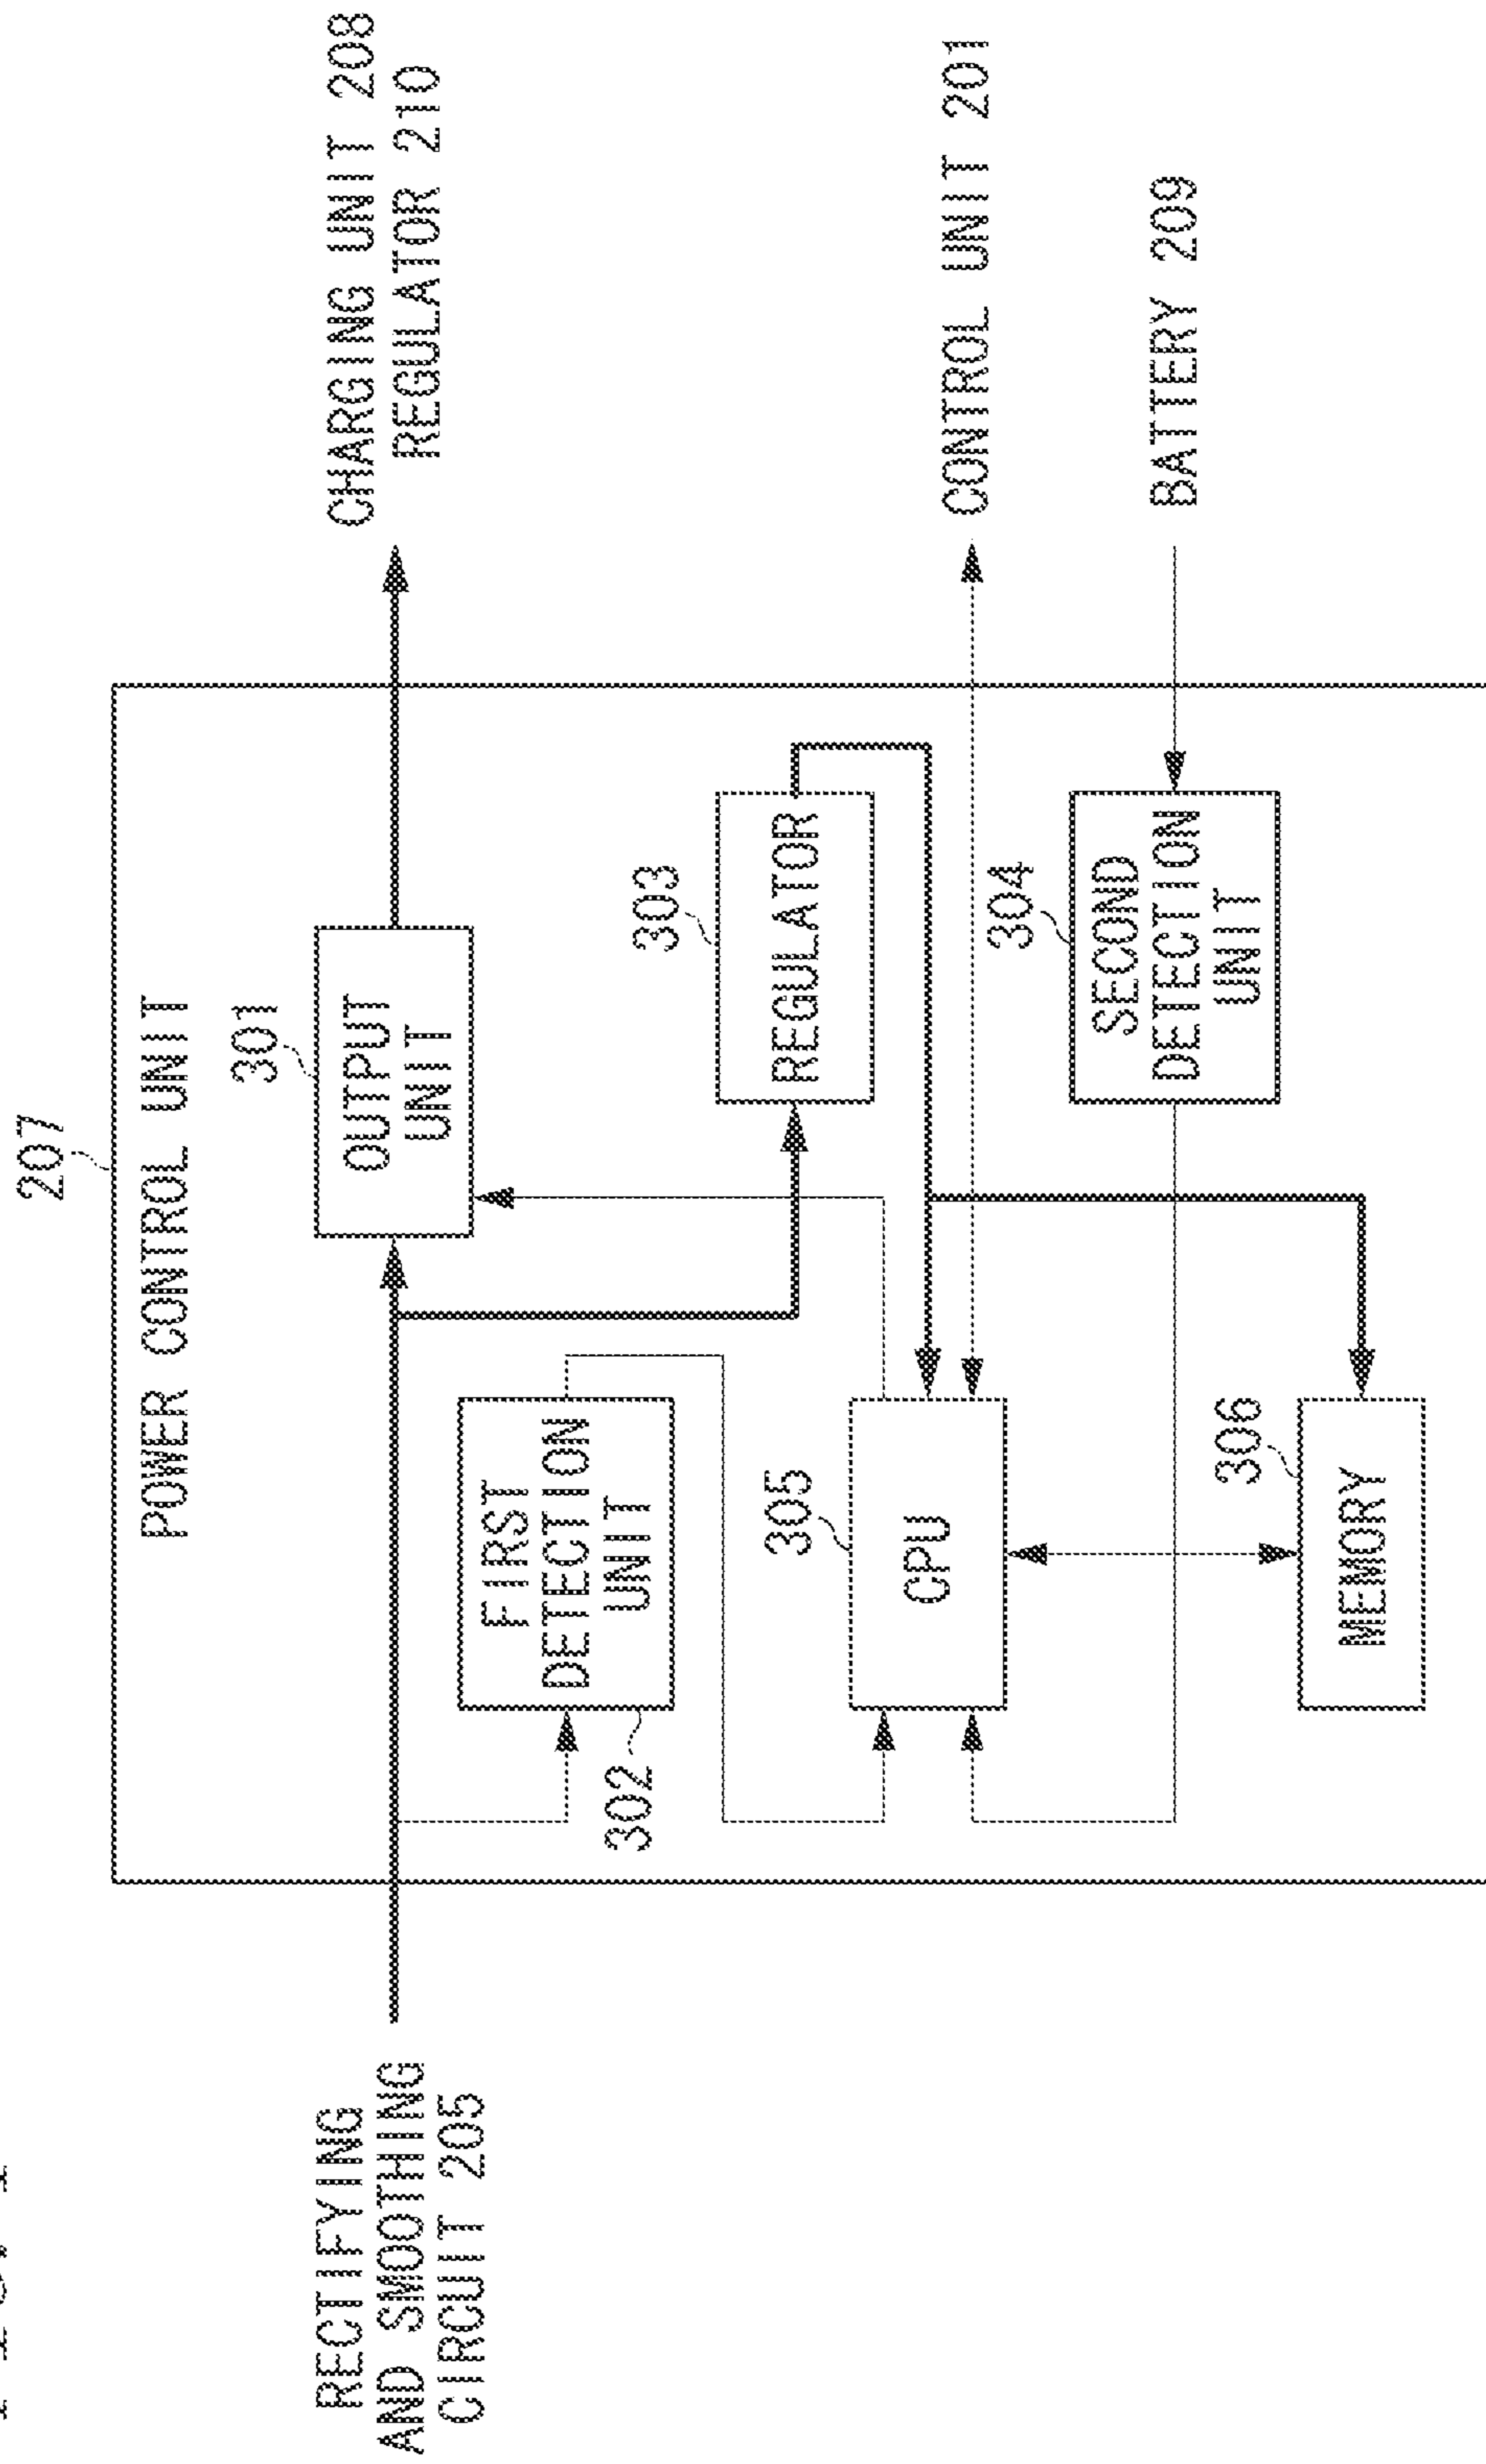 207
POWER CONTROL UNIT
301
OUTPUT
UNIT
CHARGING UNIT 208
REGULATOR 210
RECTIFYING
AND SMOOTHING
CIRCUIT 205
FIRST
DETECTION
UNIT
302
303
REGULATOR
305
CPU
CONTROL UNIT 201
304
SECOND
DETECTION
UNIT
BATTERY 209
306
MEMORY